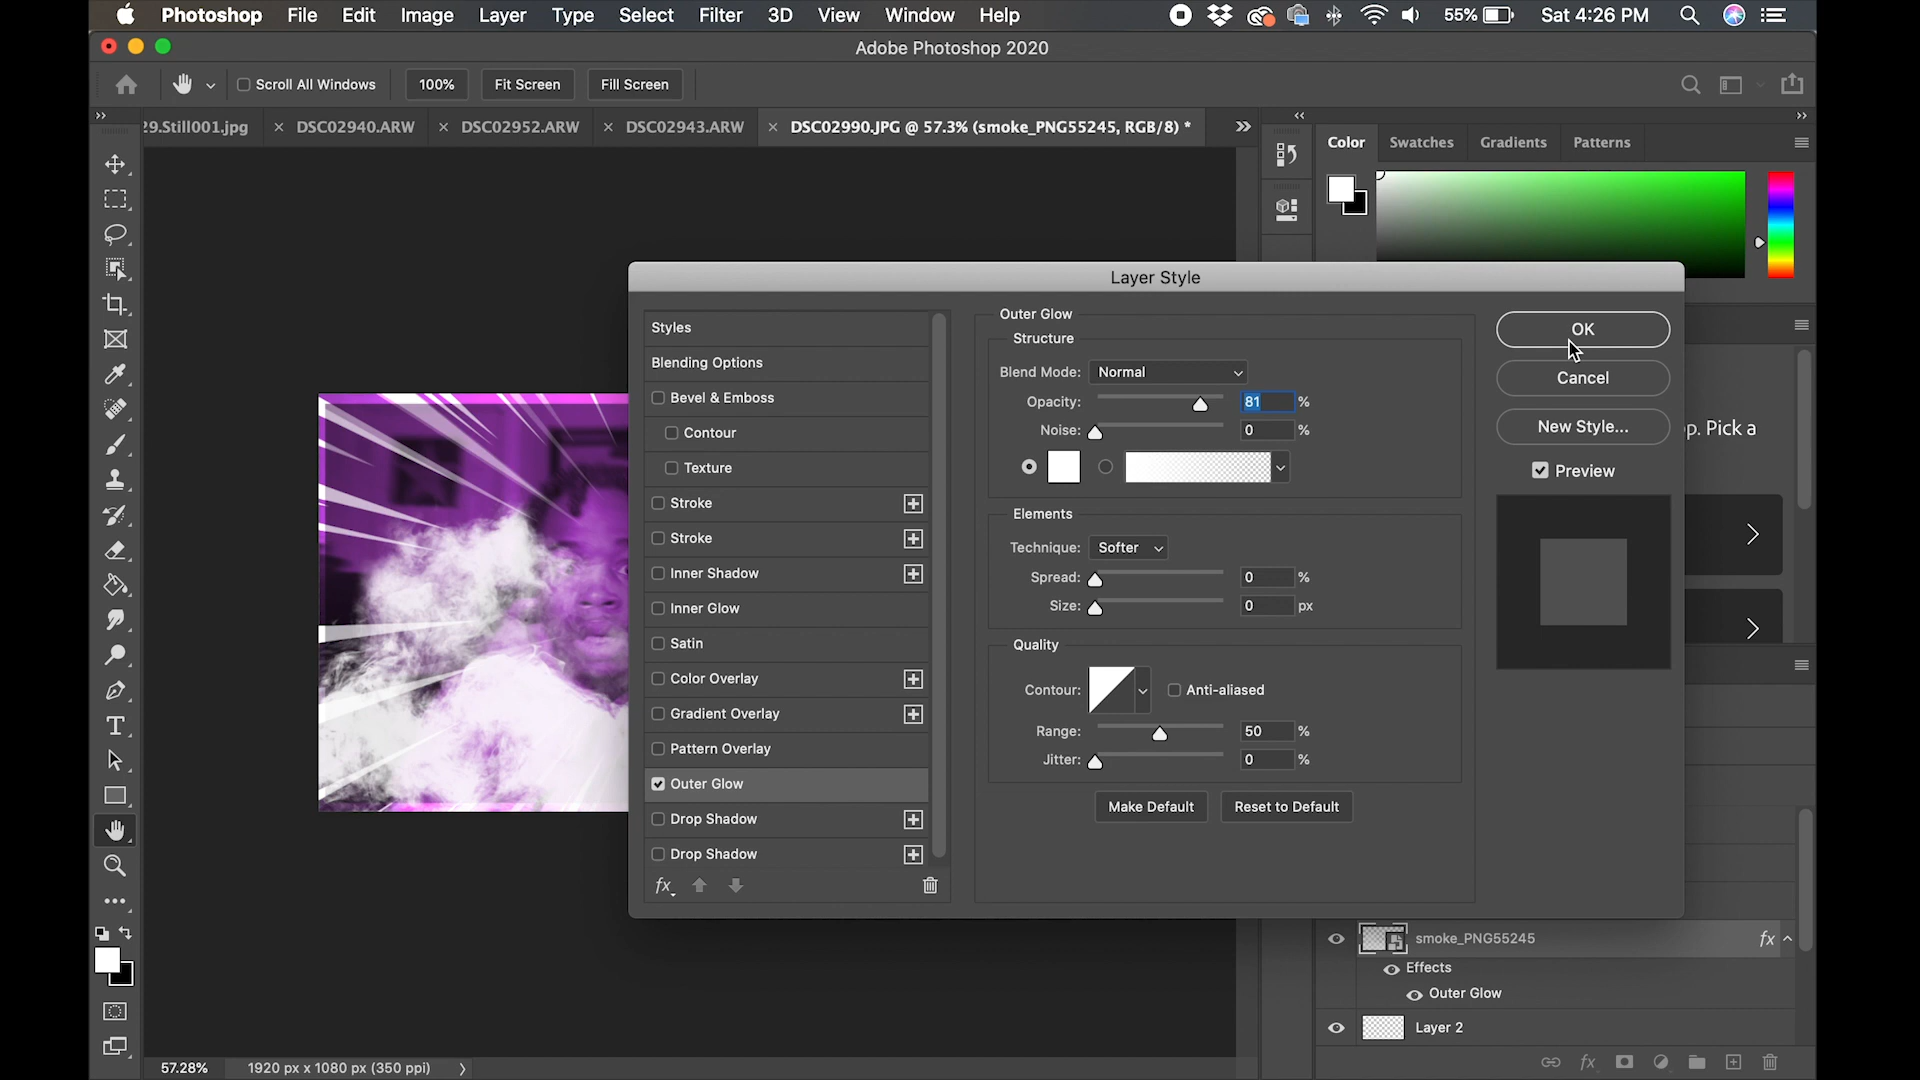 Photoshop File Edit Image Layer Type Select Filter 3D View Window Help 55% Sat 4:26 PM
Adobe Photoshop 2020
Scroll All Windows 100% Fit Screen Fill Screen
29.Still001.jpg × DSC02940.ARW × DSC02952.ARW × DSC02943.ARW × DSC02990.JPG @ 57.3% (smoke_PNG55245, RGB/8) *
Color Swatches Gradients Patterns
Layer Style
Styles
Blending Options
Bevel & Emboss
Contour
Texture
Stroke
Stroke
Inner Shadow
Inner Glow
Satin
Color Overlay
Gradient Overlay
Pattern Overlay
Outer Glow
Drop Shadow
Drop Shadow
fx
Outer Glow
Structure
Blend Mode: Normal
Opacity: 81 %
Noise: 0 %
Elements
Technique: Softer
Spread: 0 %
Size: 0 px
Quality
Contour: Anti-aliased
Range: 50 %
Jitter: 0 %
Make Default Reset to Default
OK
Cancel
New Style...
Preview
op. Pick a
smoke_PNG55245 fx
Effects
Outer Glow
Layer 2
fx
57.28% 1920 px x 1080 px (350 ppi)